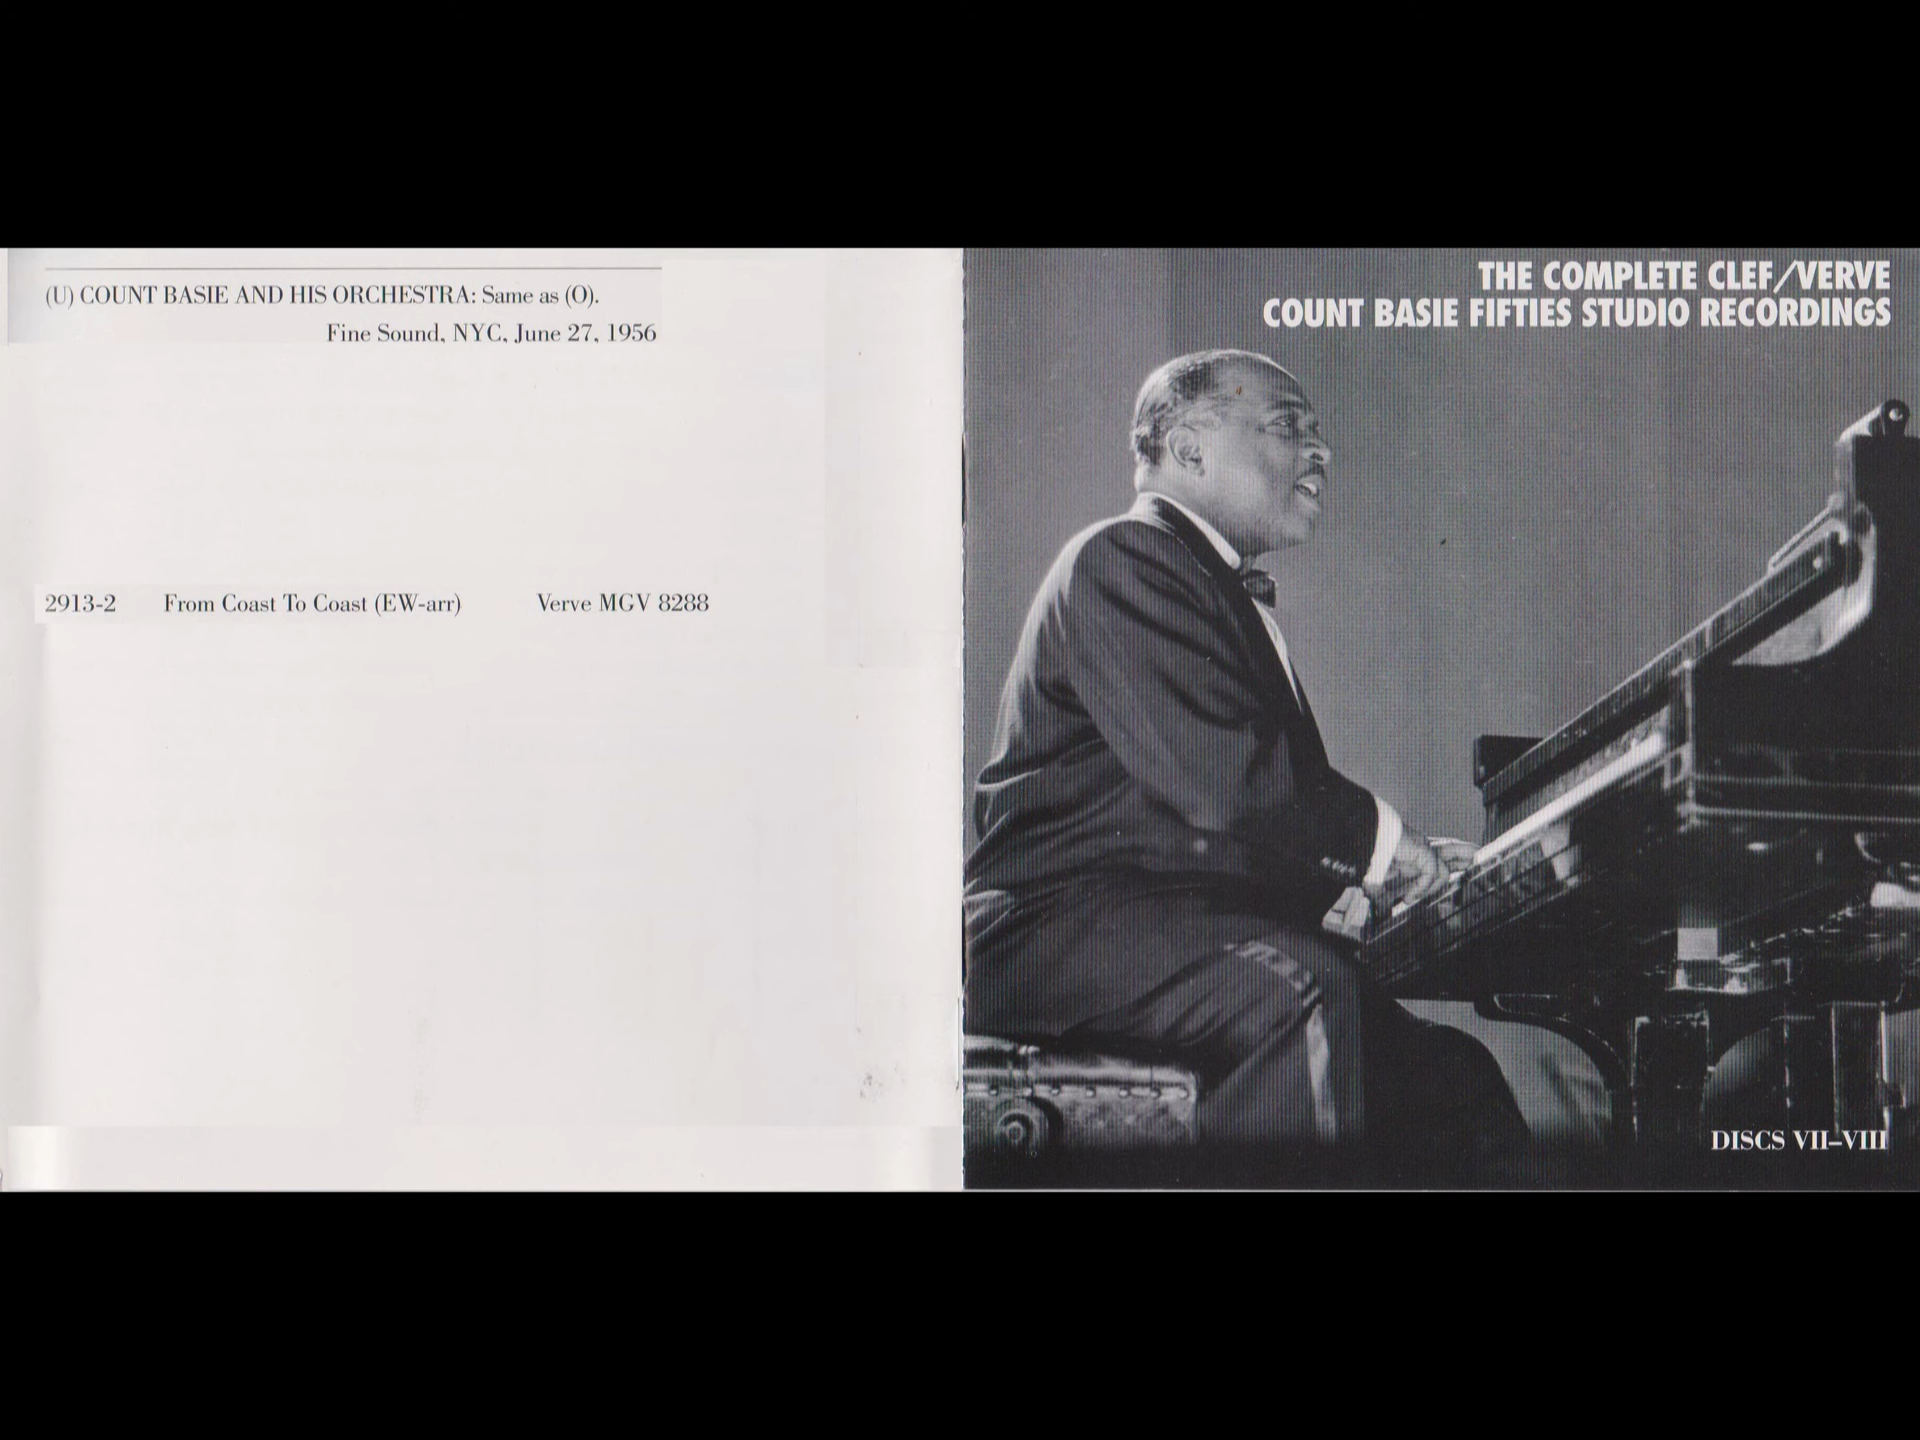 (U) COUNT BASIE AND HIS ORCHESTRA: Same as (O).
Fine Sound, NYC, June 27, 1956
2913-2 From Coast To Coast (EW-arr) Verve MGV 8288
THE COMPLETE CLEF/VERVE
COUNT BASIE FIFTIES STUDIO RECORDINGS
DISCS VII–VIII